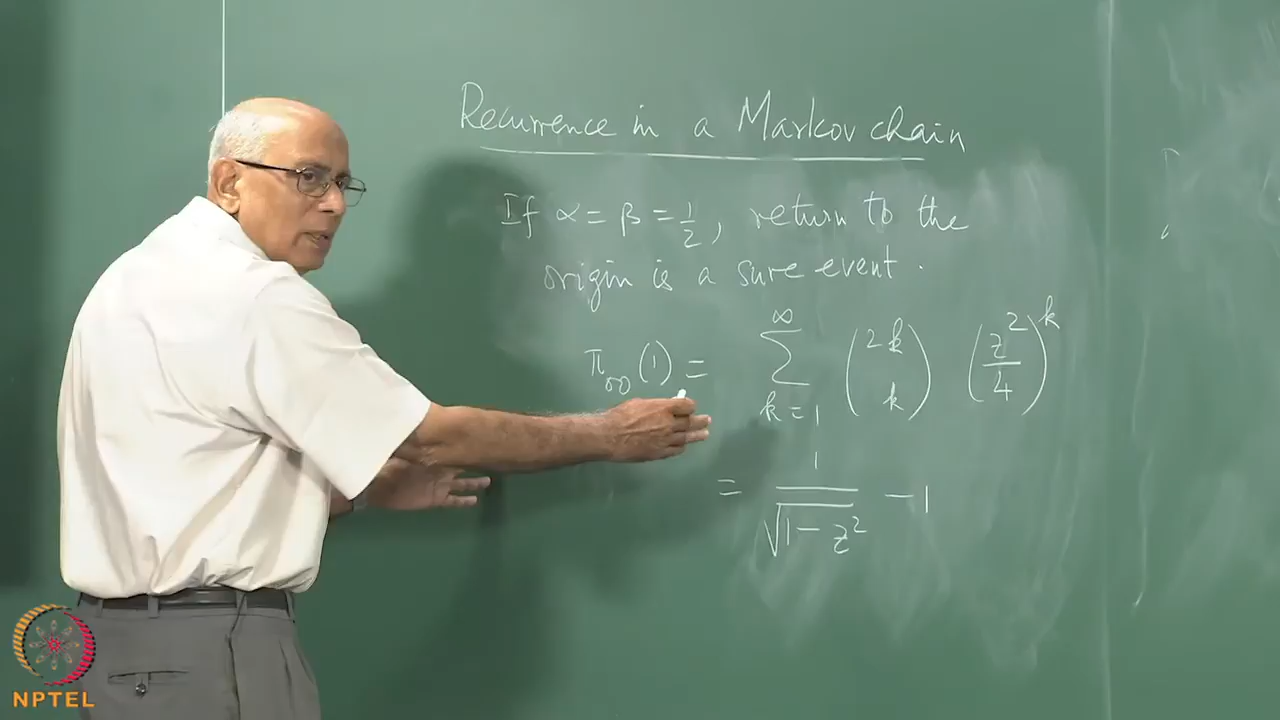 Recurrence in a Markov chain
If α = β = 1/2, return to the
origin is a sure event.
π₀₀(1) = ∑_{k=1}^{∞} (2k k) (z²/4)^k
= 1/√(1 − z²) − 1
NPTEL